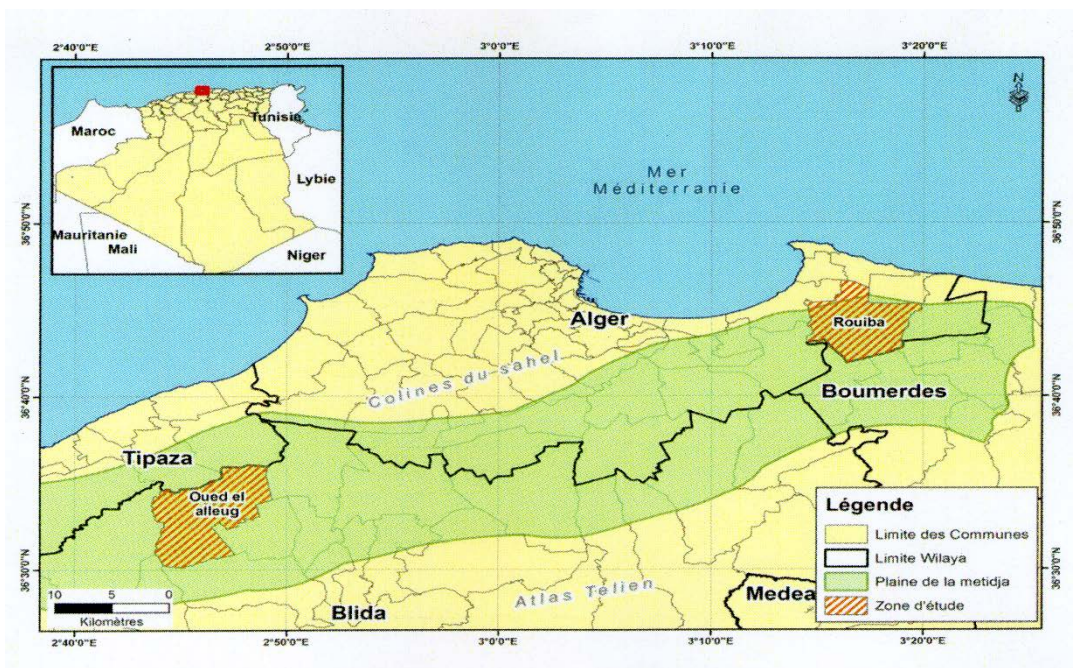 2°40'0"E
2°50'0"E
3°0'0"E
3°10'0"E
3°20'0"E
N
Maroc
Tunisie
Lybie
Mauritanie
Mali
Niger
Mer
Méditerranie
36°50'0"N
36°50'0"N
Alger
Rouiba
Colines du sahel
36°40'0"N
36°40'0"N
Boumerdes
Tipaza
Oued el
alleug
Légende
Limite des Communes
Limite Wilaya
Plaine de la metidja
Zone d'étude
36°30'0"N
36°30'0"N
10 5 0
Kilomètres
Blida
Atlas Telien
Medea
2°40'0"E
2°50'0"E
3°0'0"E
3°10'0"E
3°20'0"E